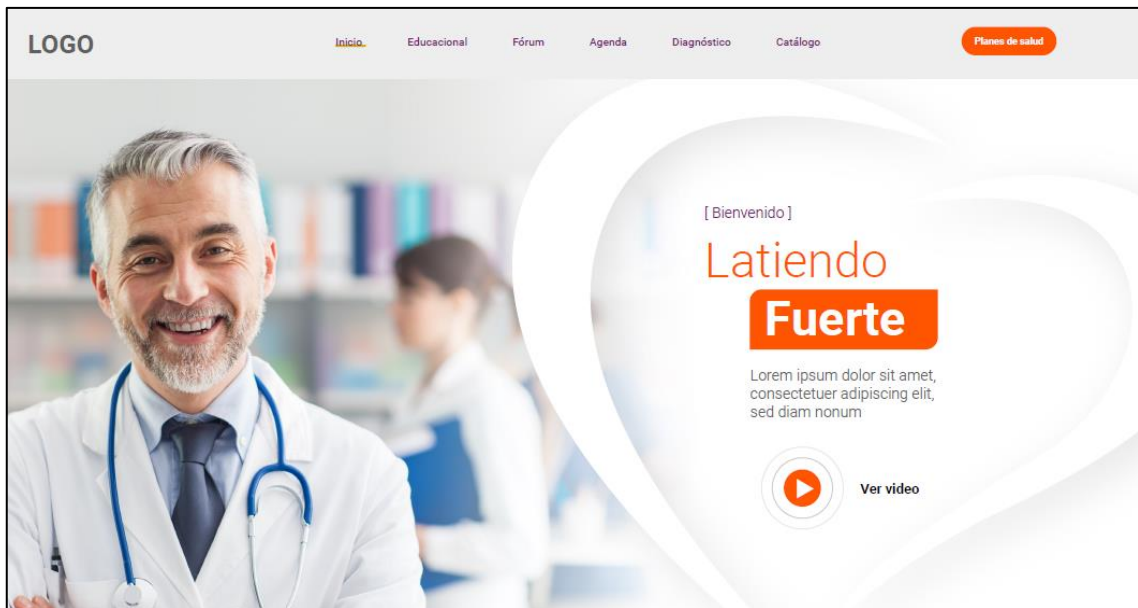 LOGO
Inicio Educacional Fórum Agenda Diagnóstico Catálogo Planes de salud
[ Bienvenido ]
Latiendo
Fuerte
Lorem ipsum dolor sit amet,
consectetuer adipiscing elit,
sed diam nonum
Ver video